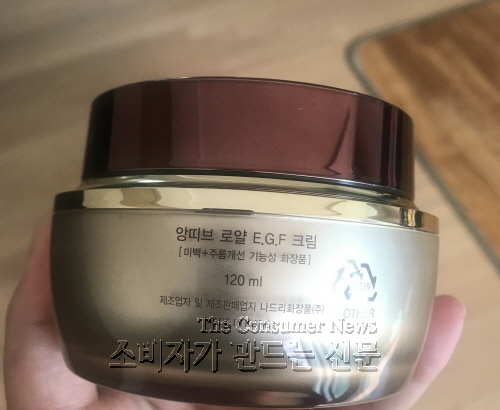 앙띠브 로얄 E.G.F 크림
[ 미백+주름개선 기능성 화장품 ]
120 ml
제조업자 및 제조판매업자 나드리화장품(주)
OTHER
The Consumer News
소비자가 만드는 신문